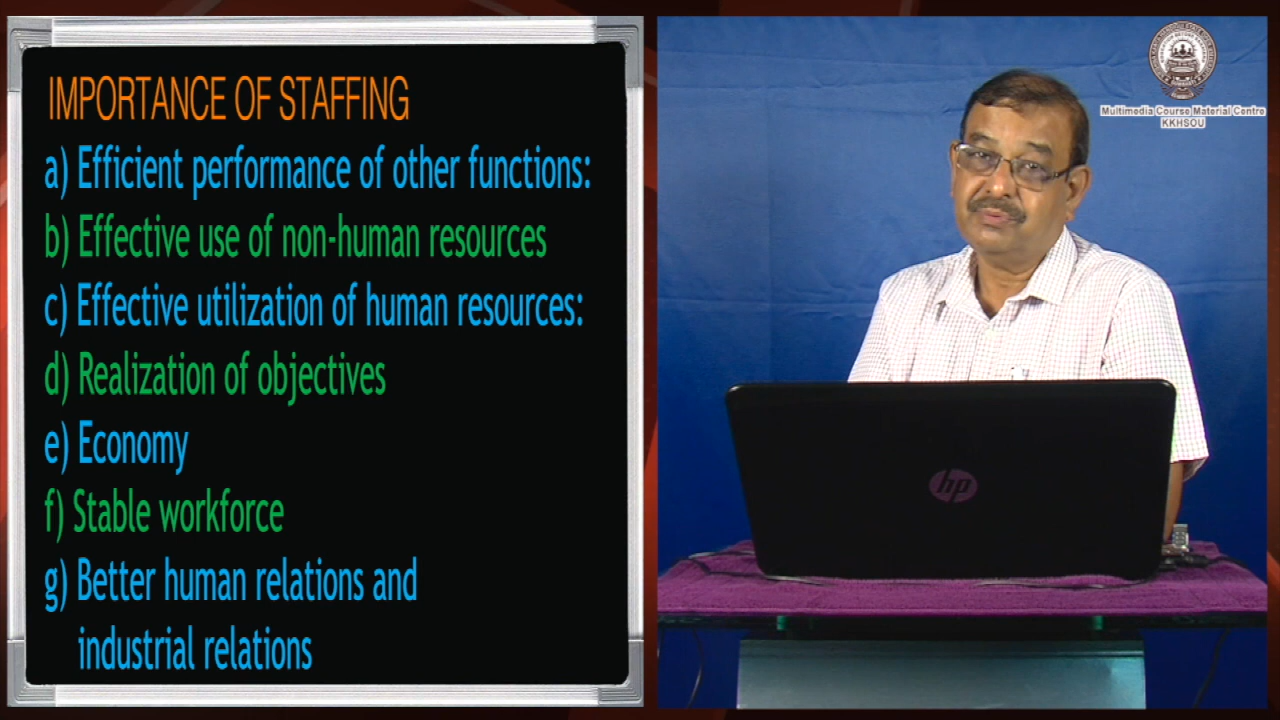 IMPORTANCE OF STAFFING
a) Efficient performance of other functions:
b) Effective use of non-human resources
c) Effective utilization of human resources:
d) Realization of objectives
e) Economy
f) Stable workforce
g) Better human relations and
industrial relations
Multimedia Course Material Centre
KKHSOU
hp